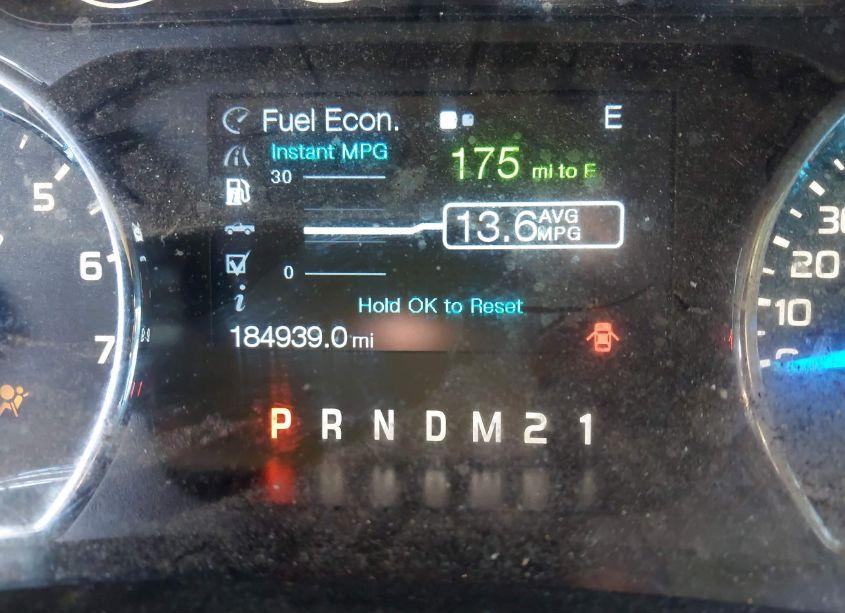 Fuel Econ. E
Instant MPG
30
175 mi to E
13.6 AVG MPG
0
Hold OK to Reset
184939.0 mi
P R N D M 2 1
5
6
7
30
20
10
0